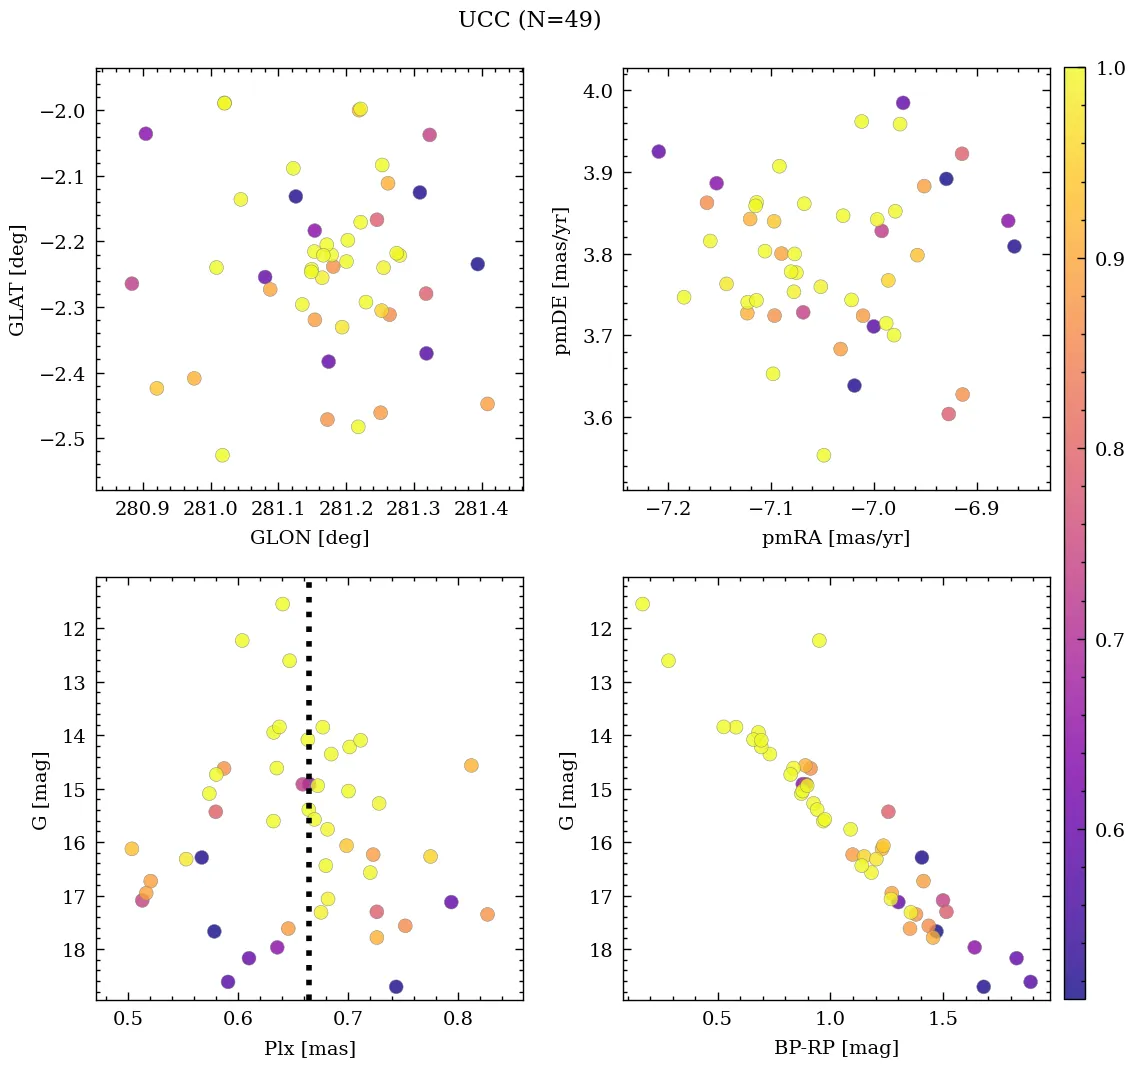 UCC (N=49)
−2.0
−2.1
−2.2
−2.3
−2.4
−2.5
GLAT [deg]
280.9 281.0 281.1 281.2 281.3 281.4
GLON [deg]
4.0
3.9
3.8
3.7
3.6
pmDE [mas/yr]
−7.2 −7.1 −7.0 −6.9
pmRA [mas/yr]
1.0
0.9
0.8
0.7
0.6
12
13
14
15
16
17
18
G [mag]
0.5 0.6 0.7 0.8
Plx [mas]
12
13
14
15
16
17
18
G [mag]
0.5 1.0 1.5
BP-RP [mag]